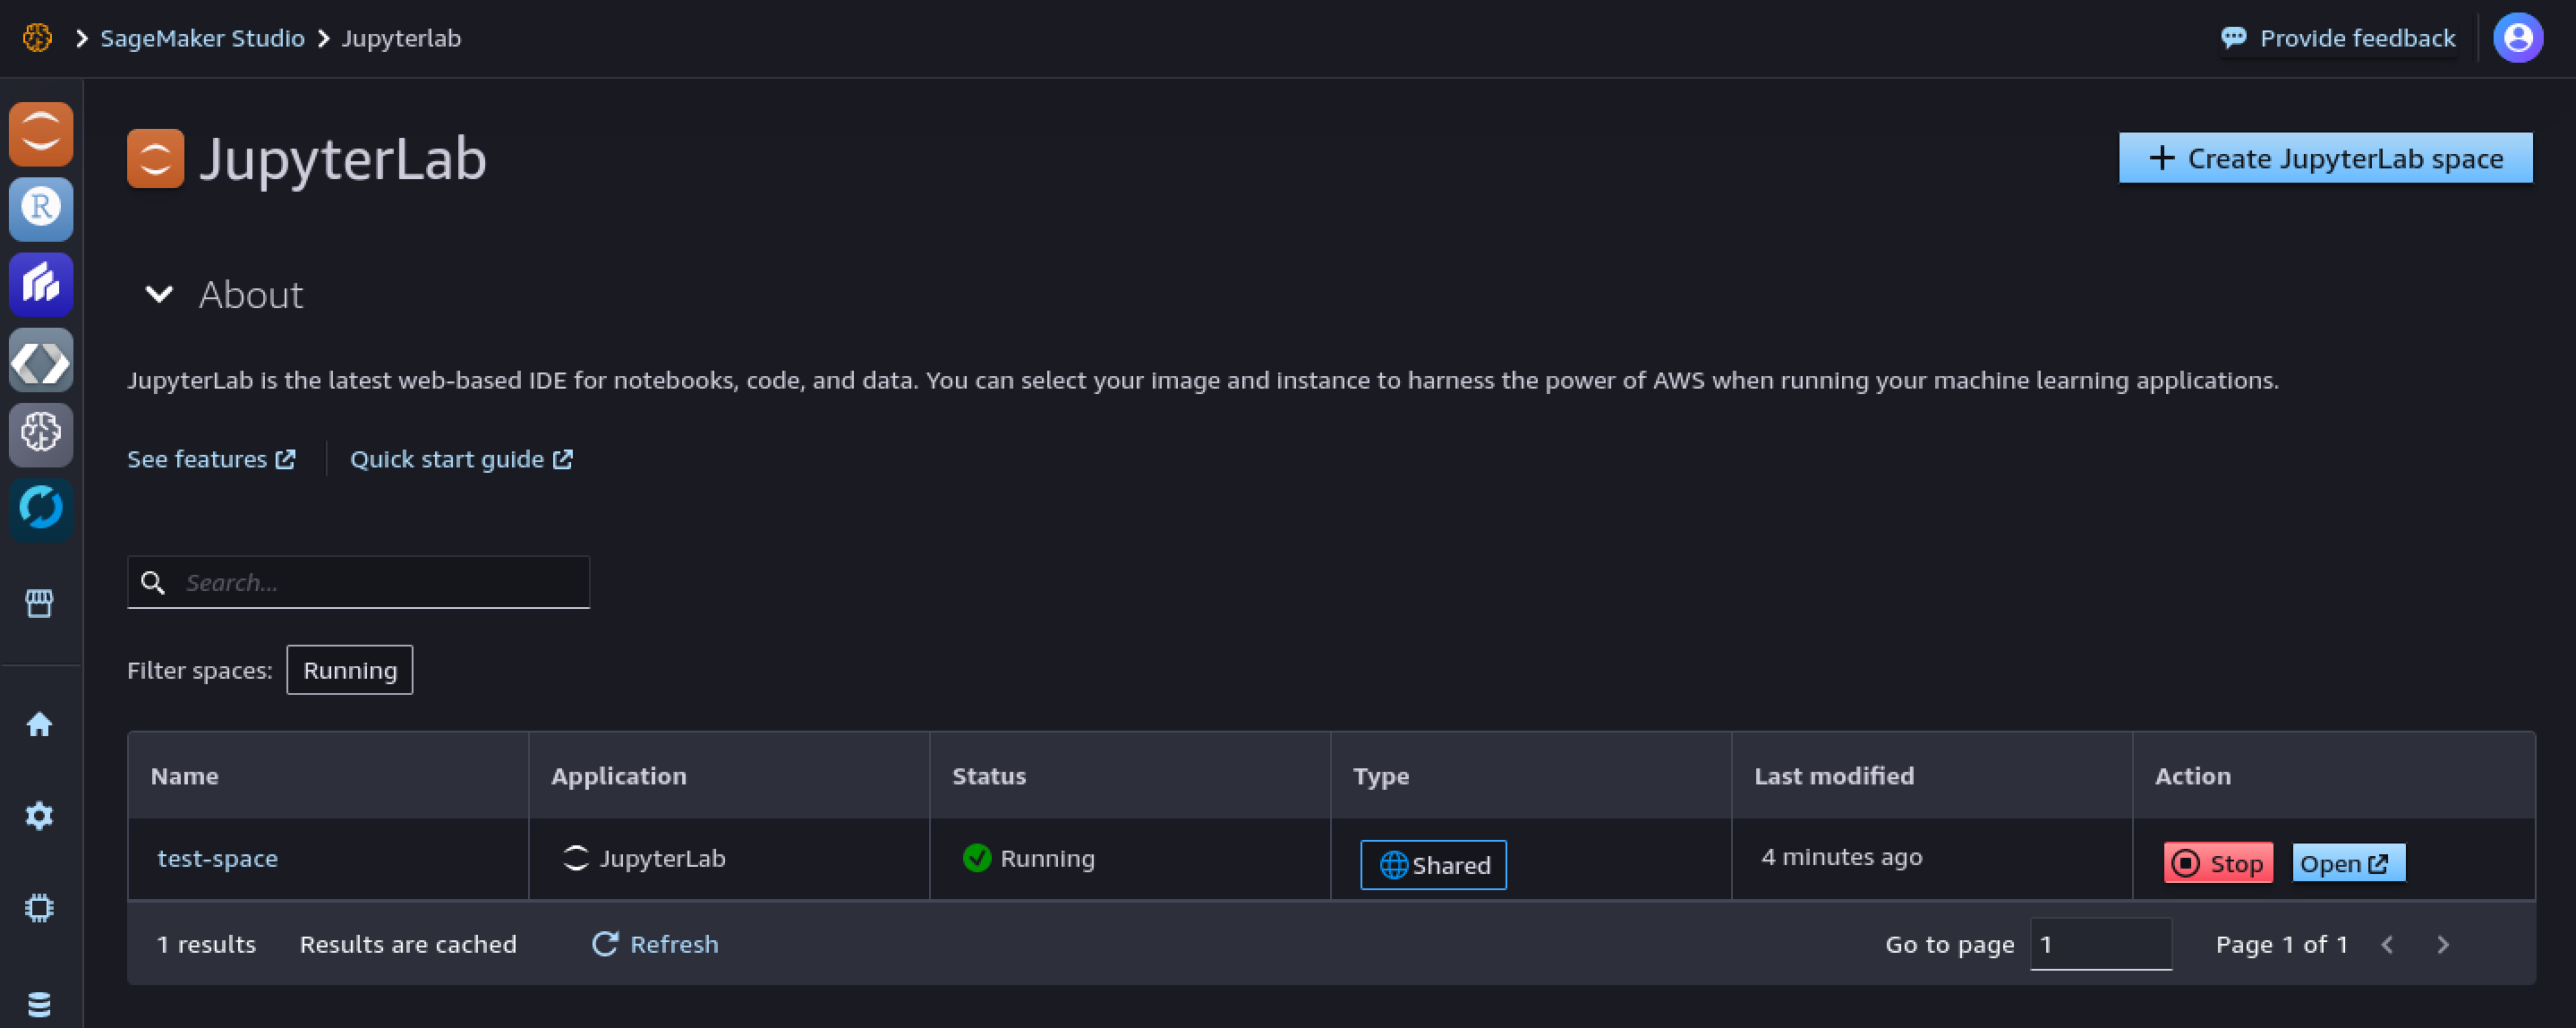 SageMaker Studio Jupyterlab
Provide feedback
JupyterLab
Create JupyterLab space
R
About
JupyterLab is the latest web-based IDE for notebooks, code, and data. You can select your image and instance to harness the power of AWS when running your machine learning applications.
See features Quick start guide
Search...
Filter spaces: Running
Name Application Status Type Last modified Action
test-space JupyterLab Running Shared 4 minutes ago Stop Open
1 results Results are cached Refresh Go to page 1 Page 1 of 1